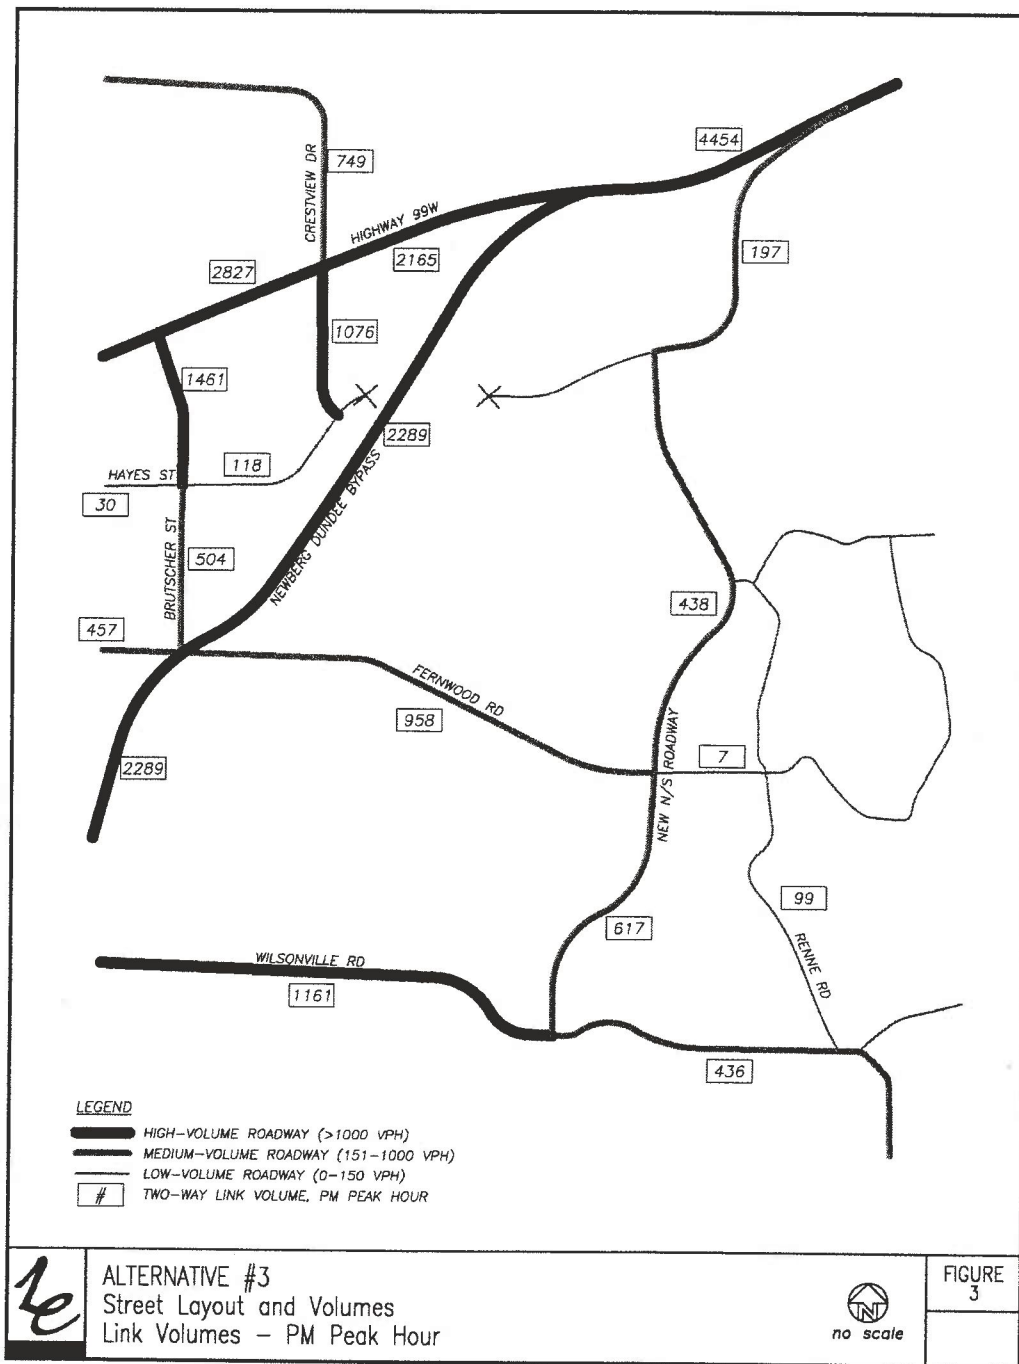 4454
749
CRESTVIEW DR
HIGHWAY 99W
197
2165
2827
1076
1461
2289
HAYES ST
118
30
NEWBERG DUNDEE BYPASS
BRUTSCHER ST
504
438
457
FERNWOOD RD
958
NEW N/S ROADWAY
7
2289
99
617
RENNE RD
WILSONVILLE RD
1161
436
LEGEND
HIGH-VOLUME ROADWAY (>1000 VPH)
MEDIUM-VOLUME ROADWAY (151-1000 VPH)
LOW-VOLUME ROADWAY (0-150 VPH)
# TWO-WAY LINK VOLUME, PM PEAK HOUR
ALTERNATIVE #3
Street Layout and Volumes
Link Volumes - PM Peak Hour
N
no scale
FIGURE
3